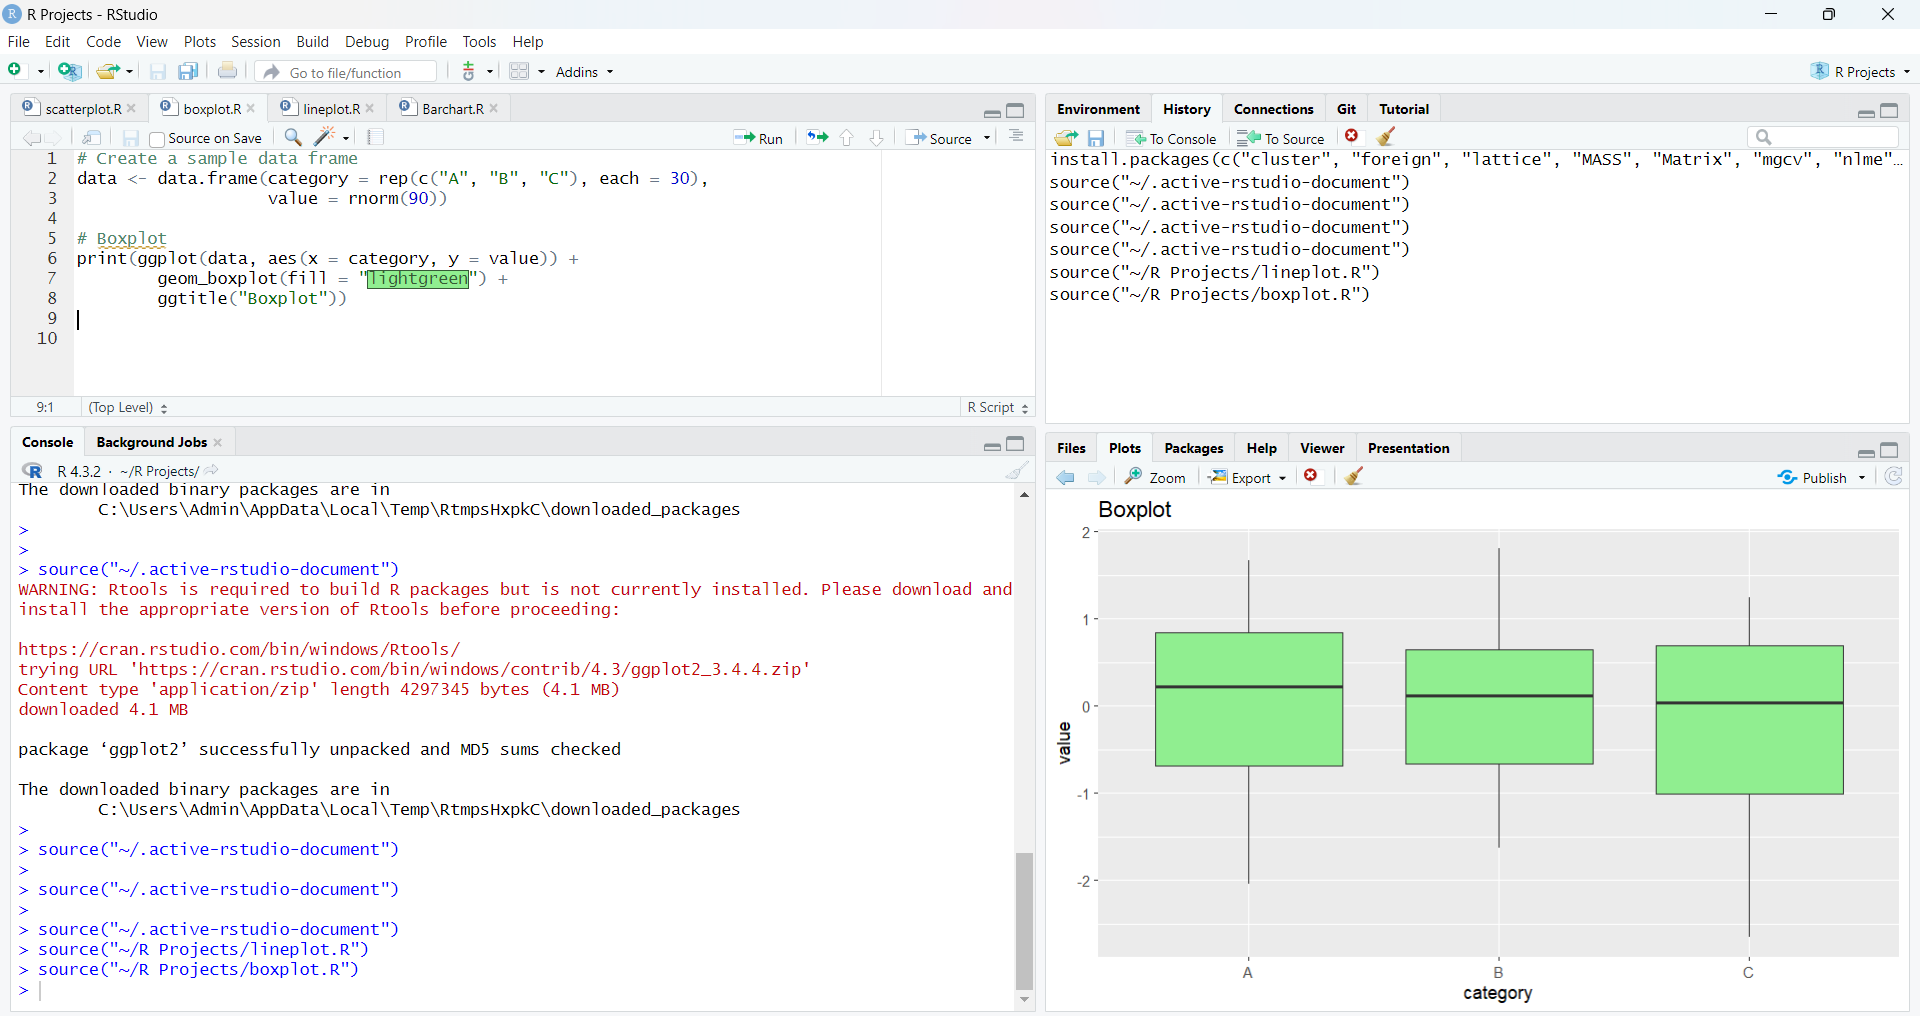 R Projects - RStudio
File Edit Code View Plots Session Build Debug Profile Tools Help
Go to file/function Addins R Projects
scatterplot.R boxplot.R lineplot.R Barchart.R
Source on Save Run Source
1 # Create a sample data frame
2 data <- data.frame(category = rep(c("A", "B", "C"), each = 30),
3 value = rnorm(90))
4
5 # Boxplot
6 print(ggplot(data, aes(x = category, y = value)) +
7 geom_boxplot(fill = "lightgreen") +
8 ggtitle("Boxplot"))
9
10
9:1 (Top Level) R Script
Console Background Jobs
R 4.3.2 · ~/R Projects/
The downloaded binary packages are in
C:\Users\Admin\AppData\Local\Temp\RtmpsHxpkC\downloaded_packages
>
>
> source("~/.active-rstudio-document")
WARNING: Rtools is required to build R packages but is not currently installed. Please download and
install the appropriate version of Rtools before proceeding:
https://cran.rstudio.com/bin/windows/Rtools/
trying URL 'https://cran.rstudio.com/bin/windows/contrib/4.3/ggplot2_3.4.4.zip'
Content type 'application/zip' length 4297345 bytes (4.1 MB)
downloaded 4.1 MB
package ‘ggplot2’ successfully unpacked and MD5 sums checked
The downloaded binary packages are in
C:\Users\Admin\AppData\Local\Temp\RtmpsHxpkC\downloaded_packages
>
> source("~/.active-rstudio-document")
>
> source("~/.active-rstudio-document")
>
> source("~/.active-rstudio-document")
> source("~/R Projects/lineplot.R")
> source("~/R Projects/boxplot.R")
>
Environment History Connections Git Tutorial
To Console To Source
install.packages(c("cluster", "foreign", "lattice", "MASS", "Matrix", "mgcv", "nlme"...
source("~/.active-rstudio-document")
source("~/.active-rstudio-document")
source("~/.active-rstudio-document")
source("~/.active-rstudio-document")
source("~/R Projects/lineplot.R")
source("~/R Projects/boxplot.R")
Files Plots Packages Help Viewer Presentation
Zoom Export Publish
Boxplot
2
1
0
-1
-2
value
A B C
category